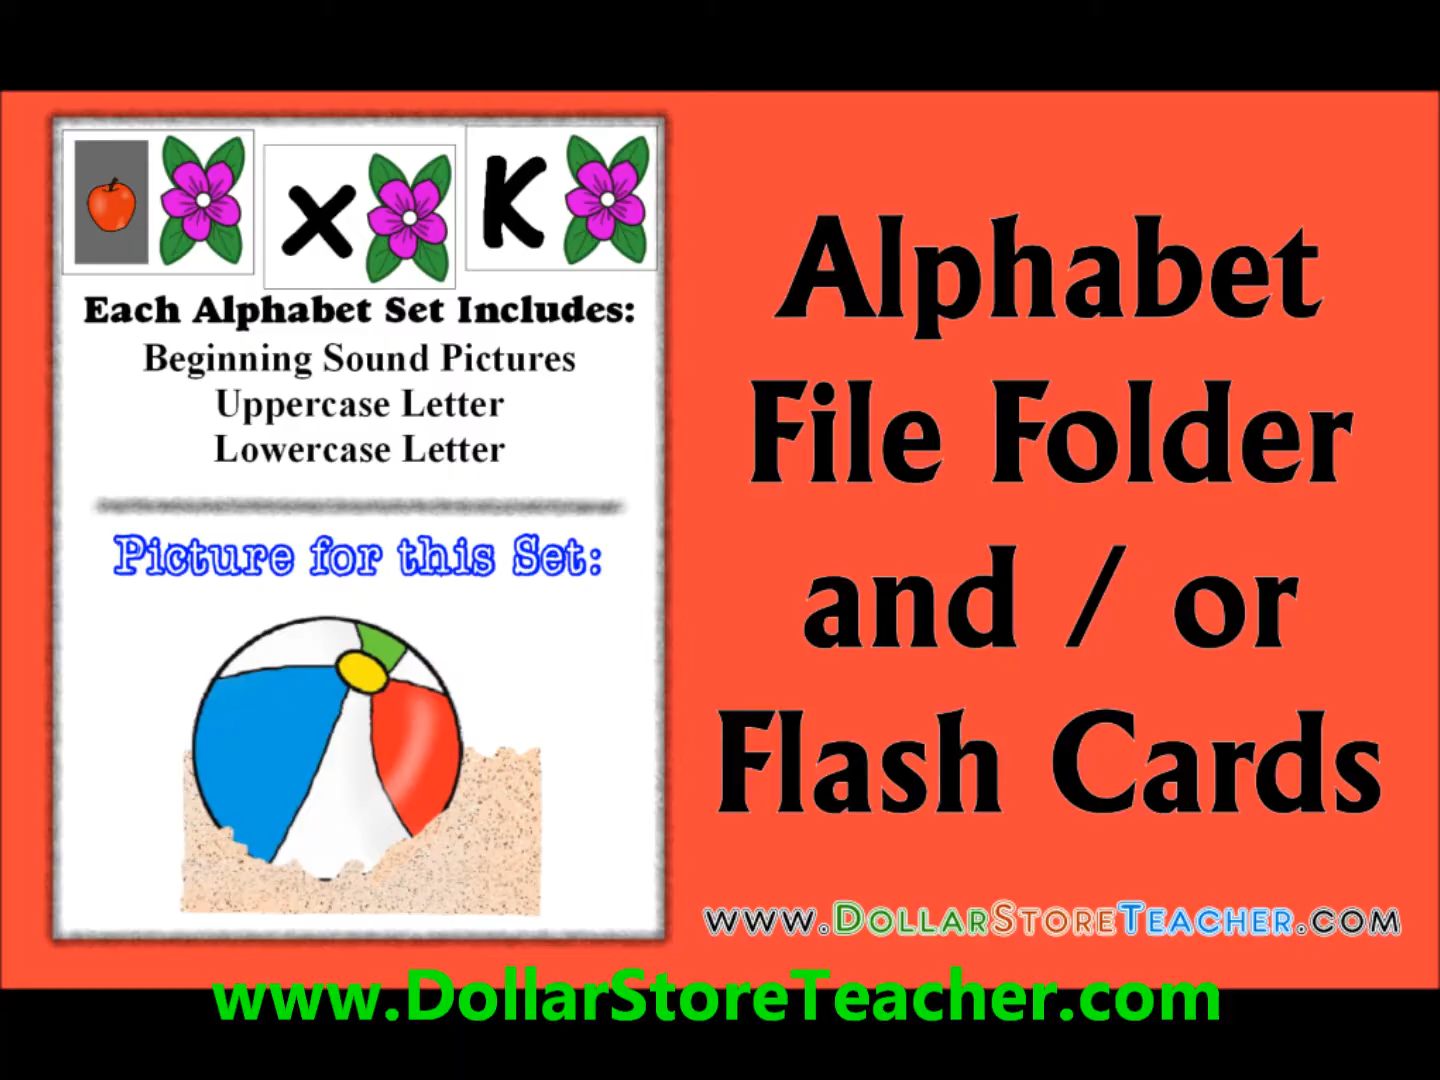 x
K
Each Alphabet Set Includes:
Beginning Sound Pictures
Uppercase Letter
Lowercase Letter
Picture for this Set:
Alphabet
File Folder
and / or
Flash Cards
www.DollarStoreTeacher.com
www.DollarStoreTeacher.com